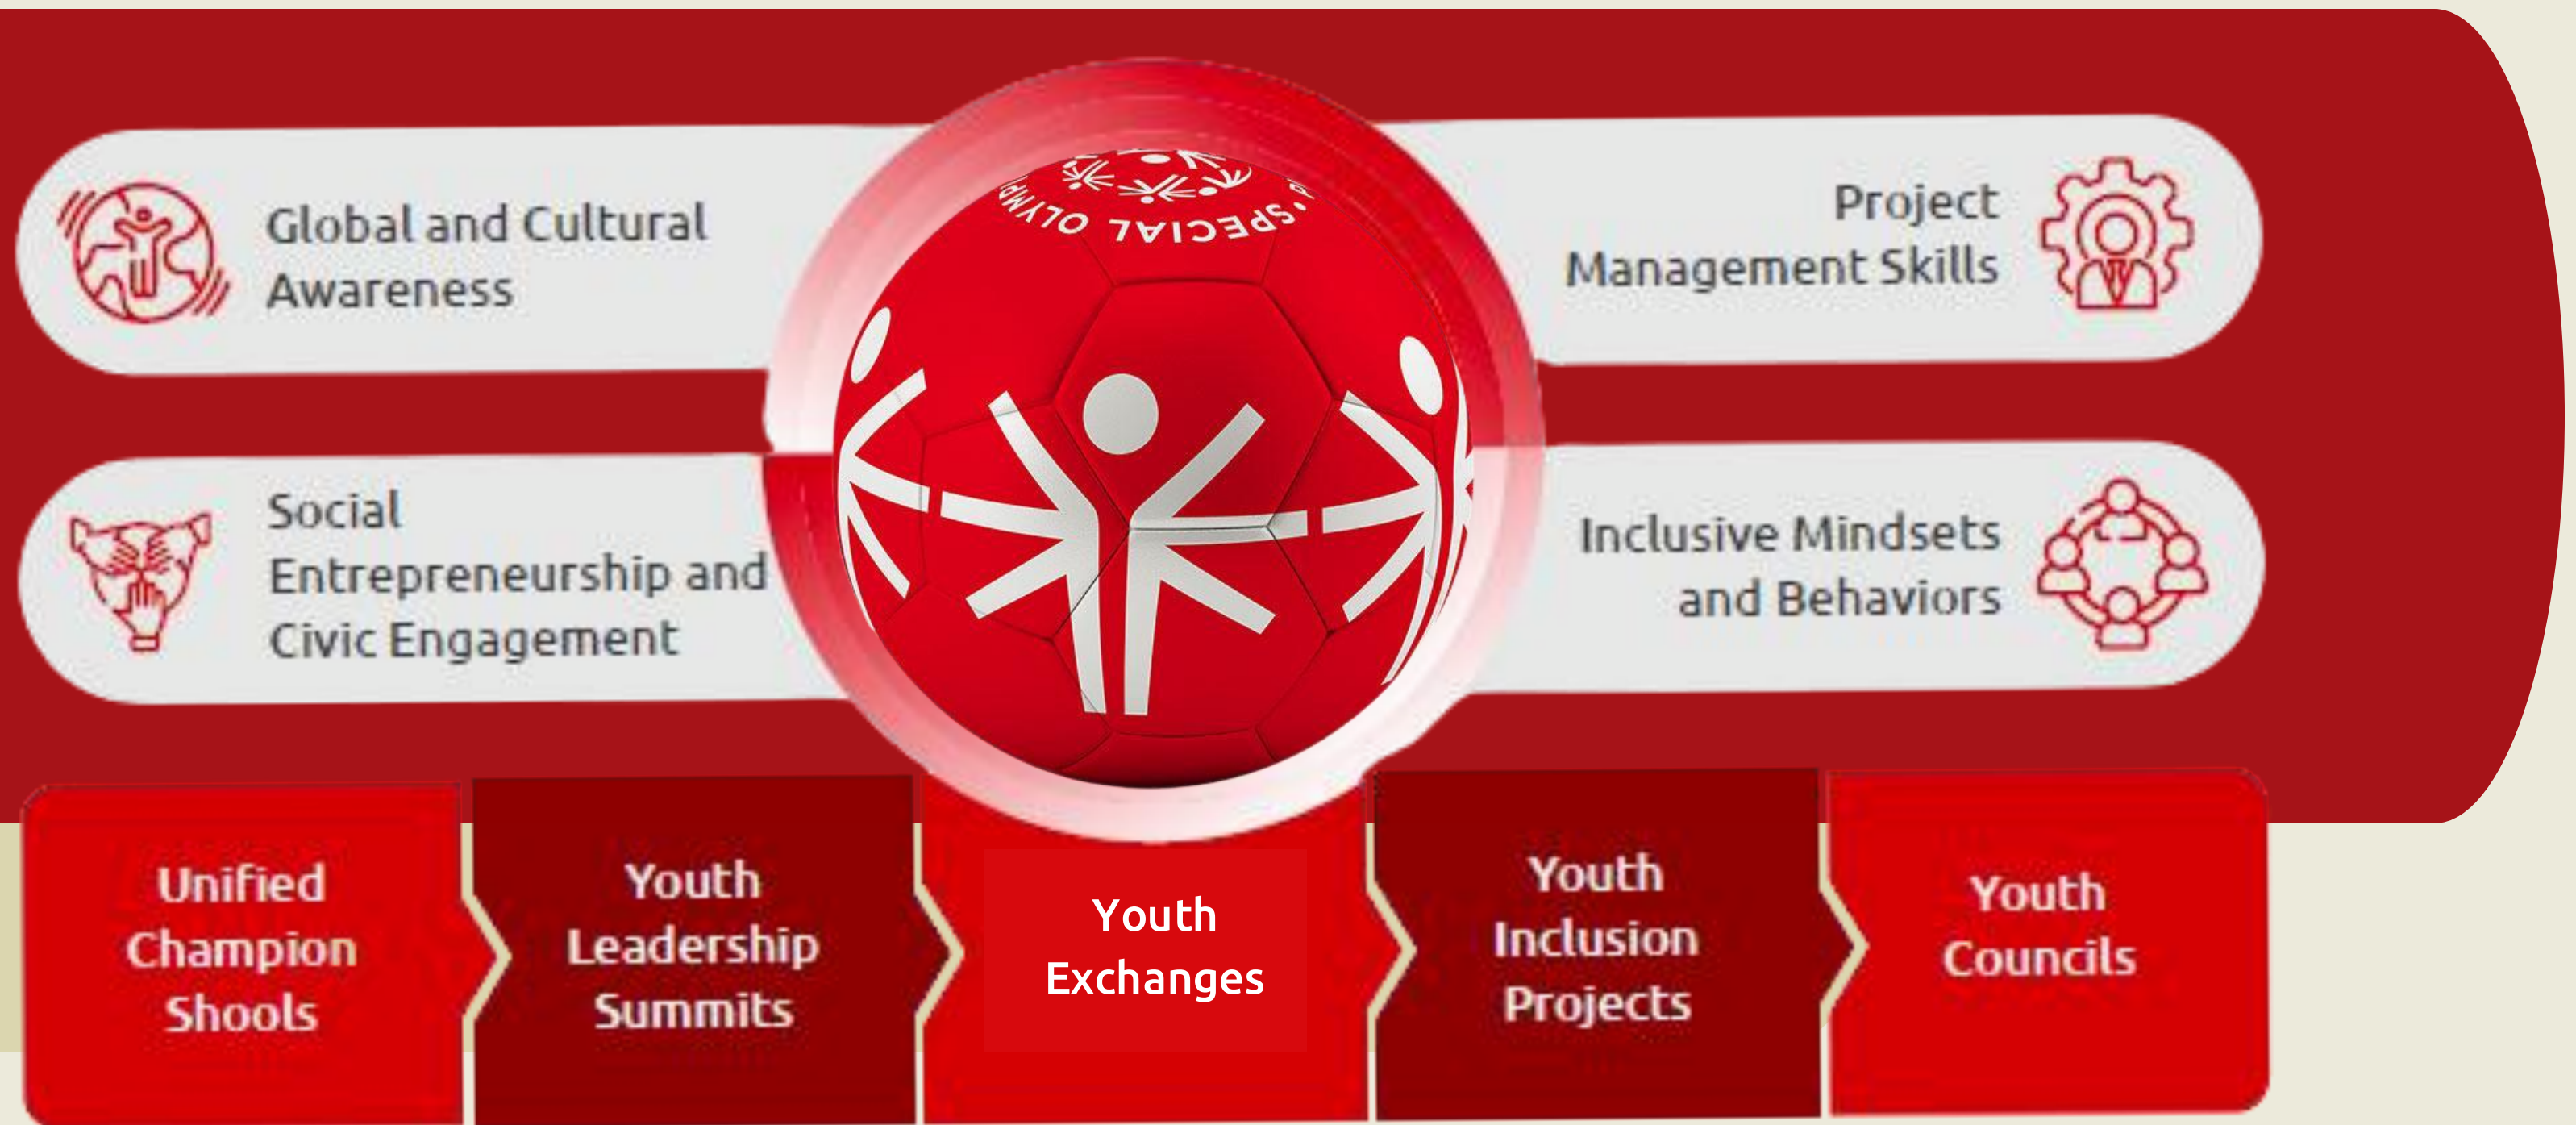 Global and Cultural
Awareness
Social
Entrepreneurship and
Civic Engagement
SPECIAL OLYMP
Project
Management Skills
Inclusive Mindsets
and Behaviors
Unified
Champion
Shools
Youth
Leadership
Summits
Youth
Exchanges
Youth
Inclusion
Projects
Youth
Councils